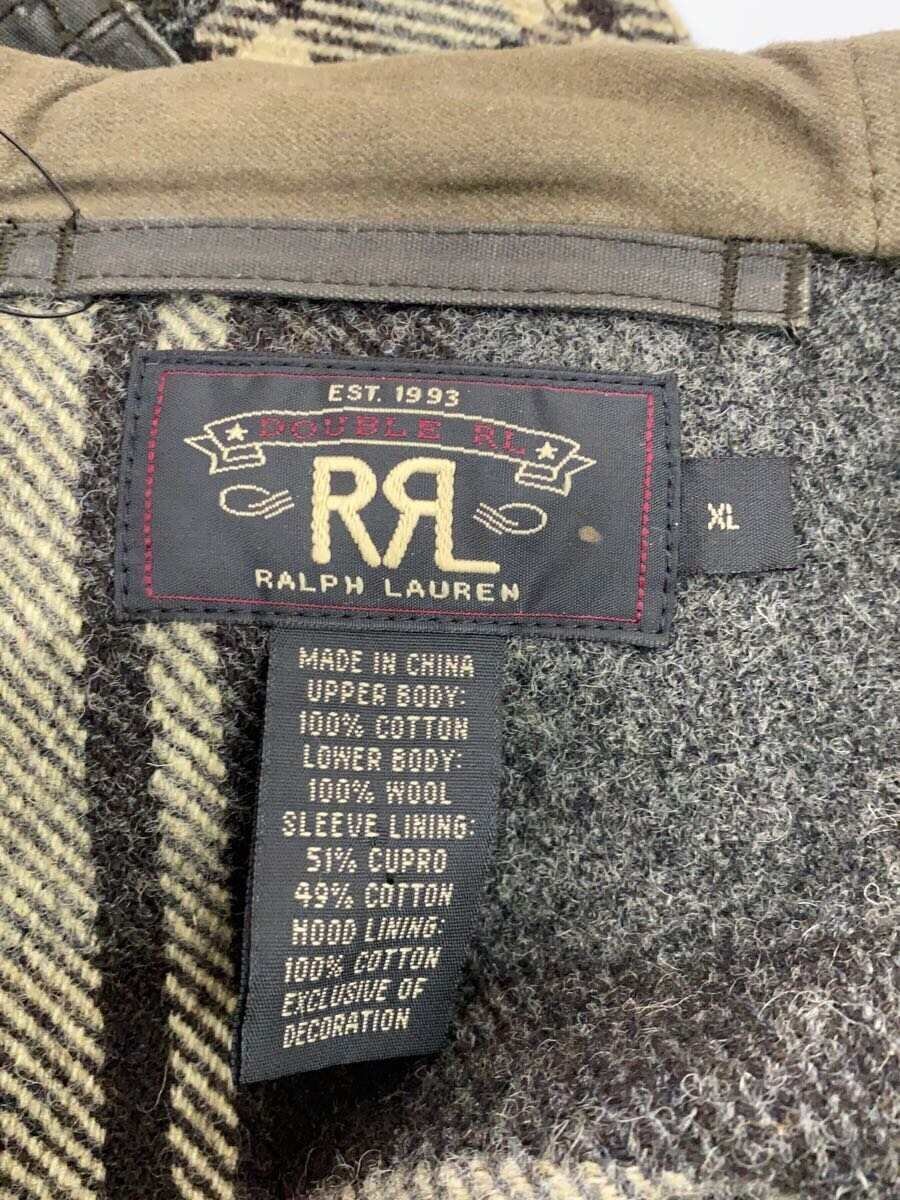 EST. 1993
DOUBLE RL
RRL
RALPH LAUREN
XL
MADE IN CHINA
UPPER BODY:
100% COTTON
LOWER BODY:
100% WOOL
SLEEVE LINING:
51% CUPRO
49% COTTON
HOOD LINING:
100% COTTON
EXCLUSIVE OF
DECORATION